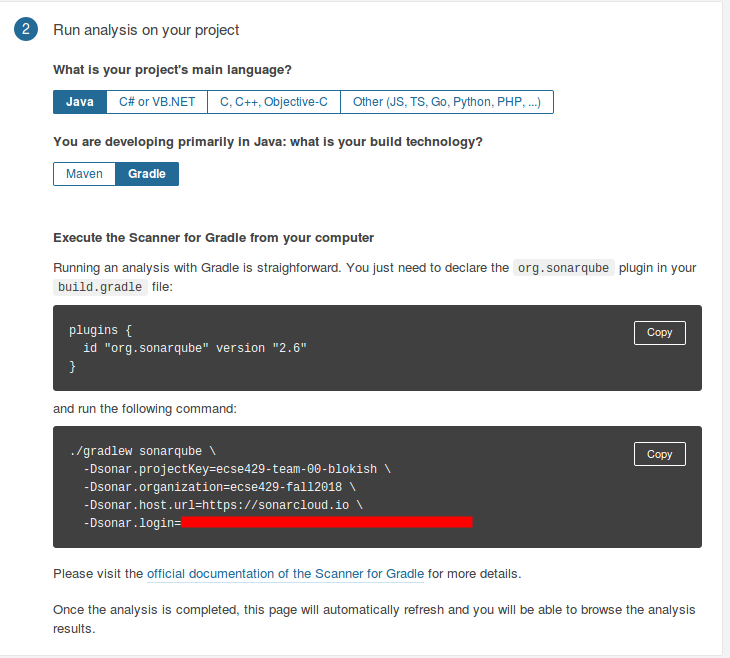 2 Run analysis on your project
What is your project's main language?
Java C# or VB.NET C, C++, Objective-C Other (JS, TS, Go, Python, PHP, ...)
You are developing primarily in Java: what is your build technology?
Maven Gradle
Execute the Scanner for Gradle from your computer
Running an analysis with Gradle is straighforward. You just need to declare the org.sonarqube plugin in your
build.gradle file:
plugins {
Copy
id "org.sonarqube" version "2.6"
}
and run the following command:
./gradlew sonarqube \
Copy
-Dsonar.projectKey=ecse429-team-00-blokish \
-Dsonar.organization=ecse429-fall2018 \
-Dsonar.host.url=https://sonarcloud.io \
-Dsonar.login=
Please visit the official documentation of the Scanner for Gradle for more details.
Once the analysis is completed, this page will automatically refresh and you will be able to browse the analysis
results.